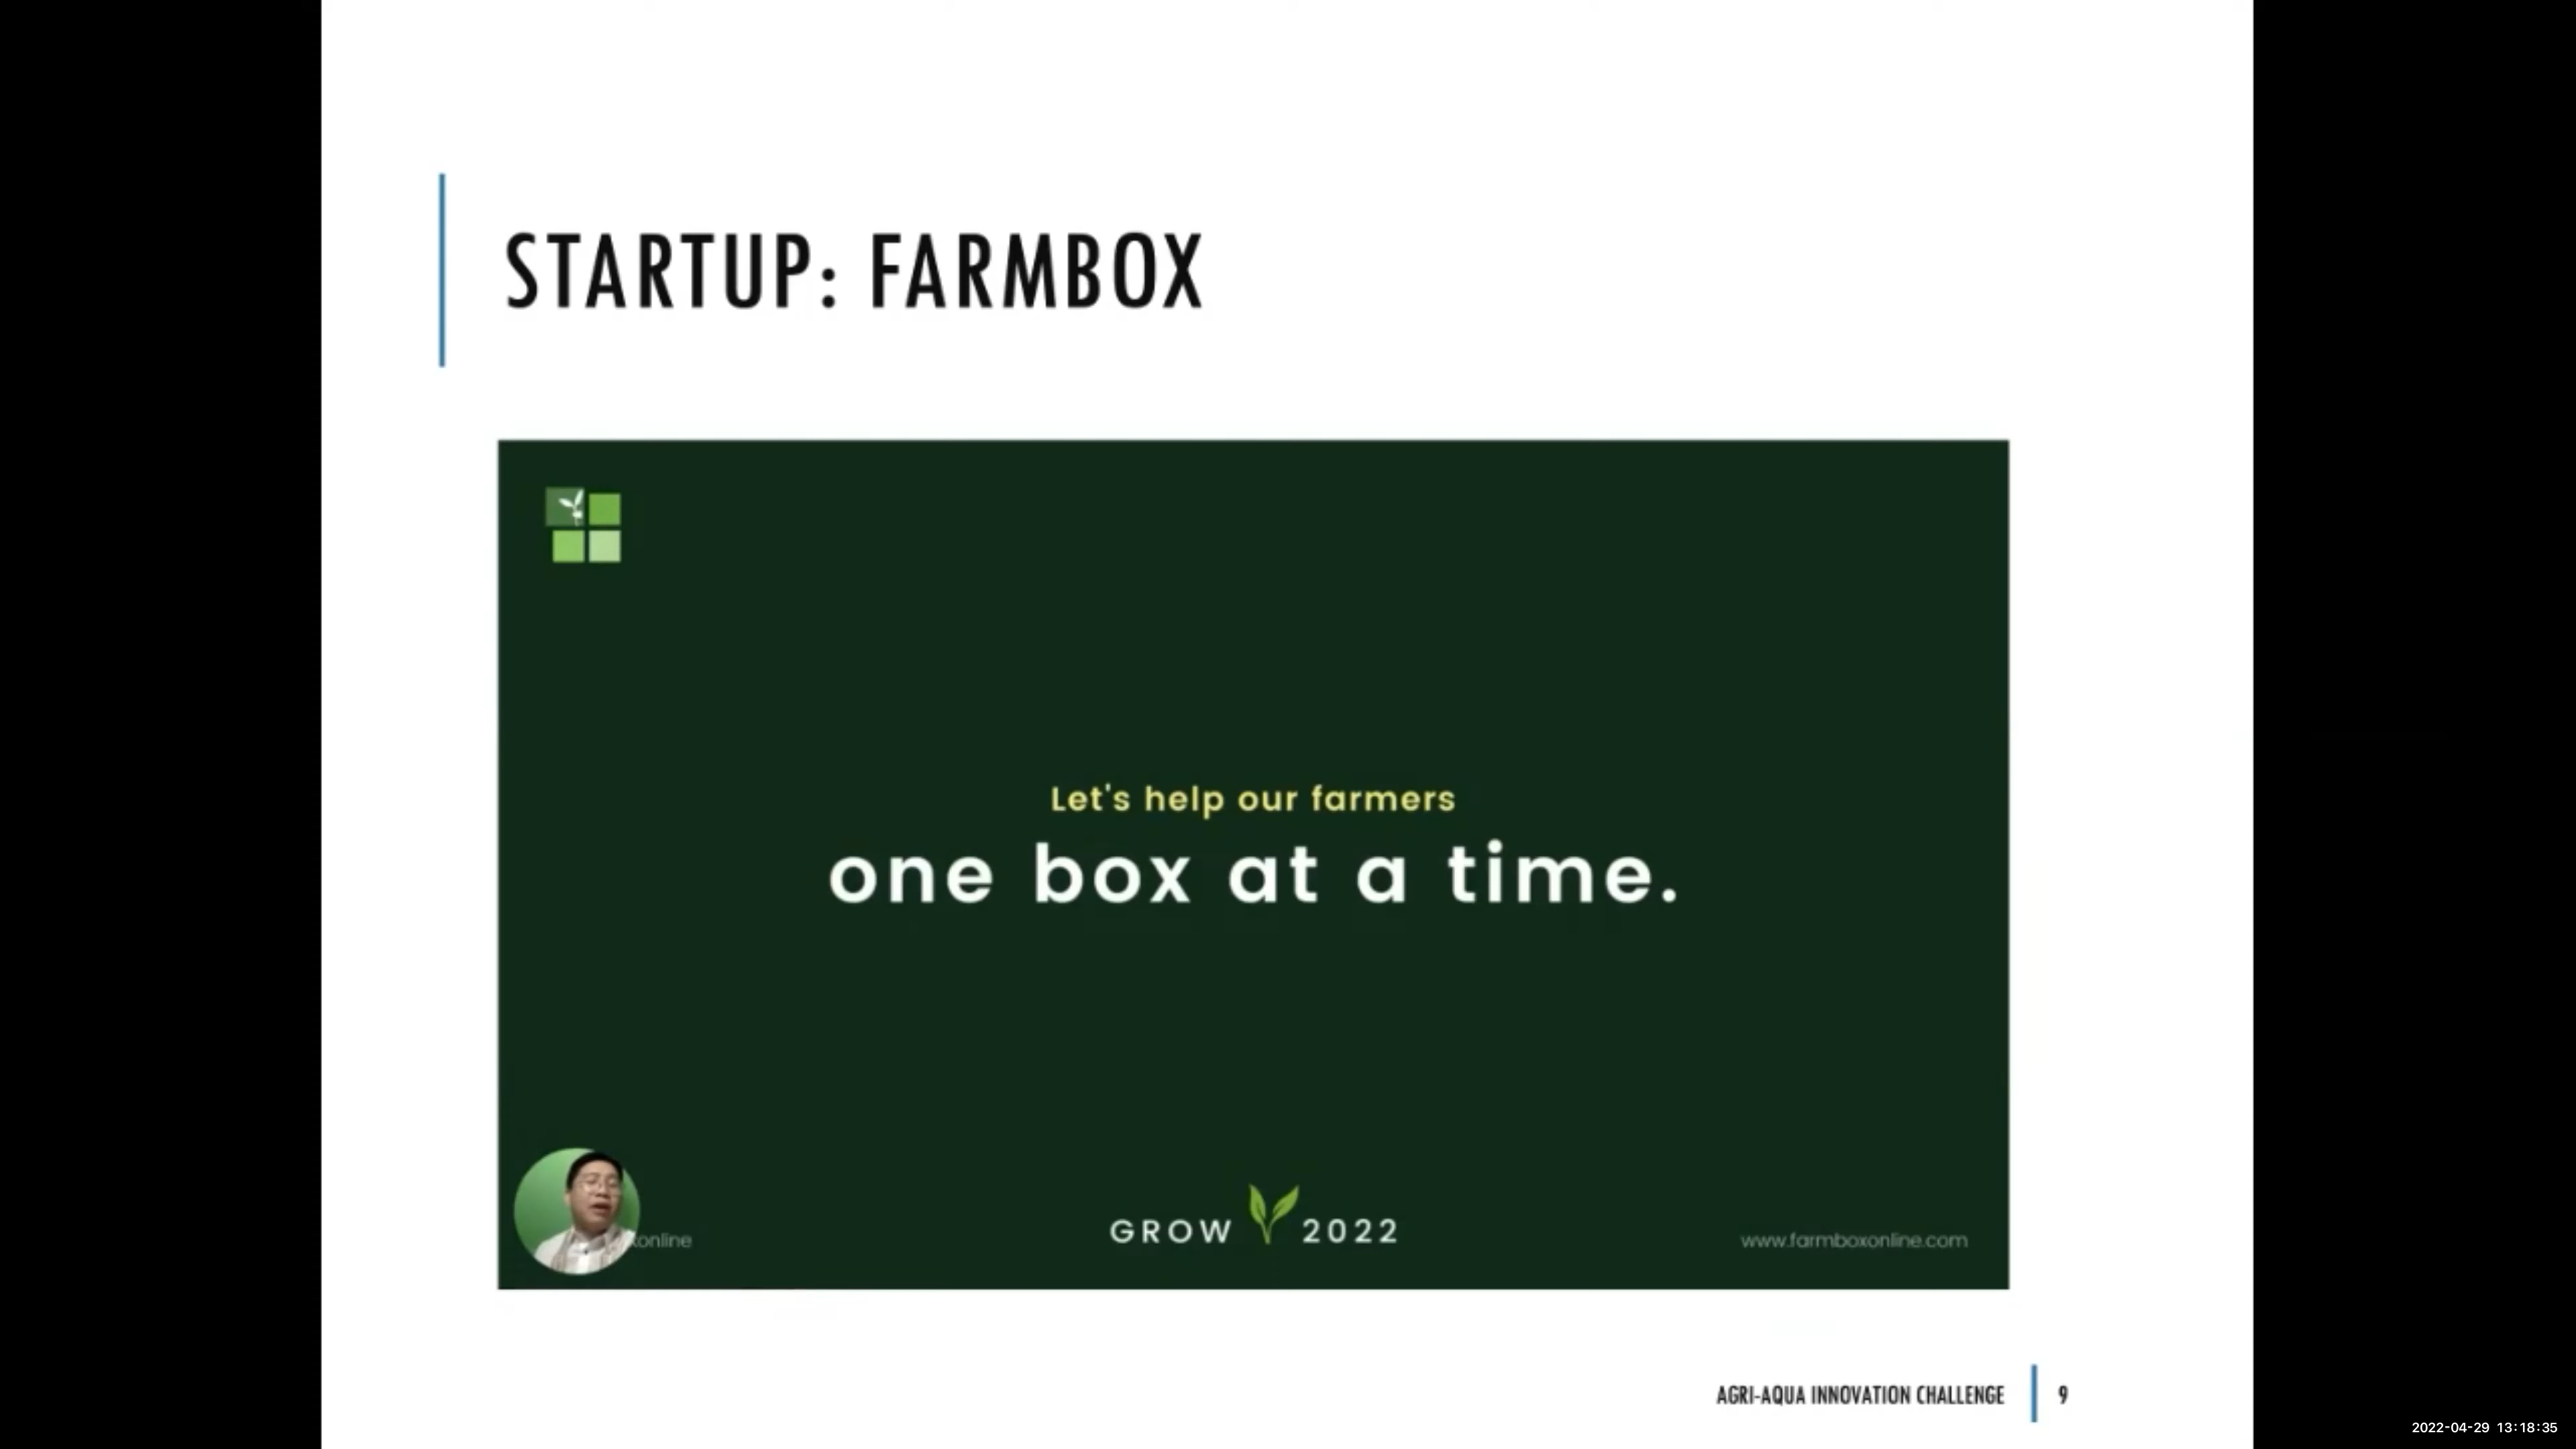 STARTUP: FARMBOX
Let's help our farmers
one box at a time.
online
GROW 2022
www.farmboxonline.com
AGRI-AQUA INNOVATION CHALLENGE
9
2022-04-29 13:18:35